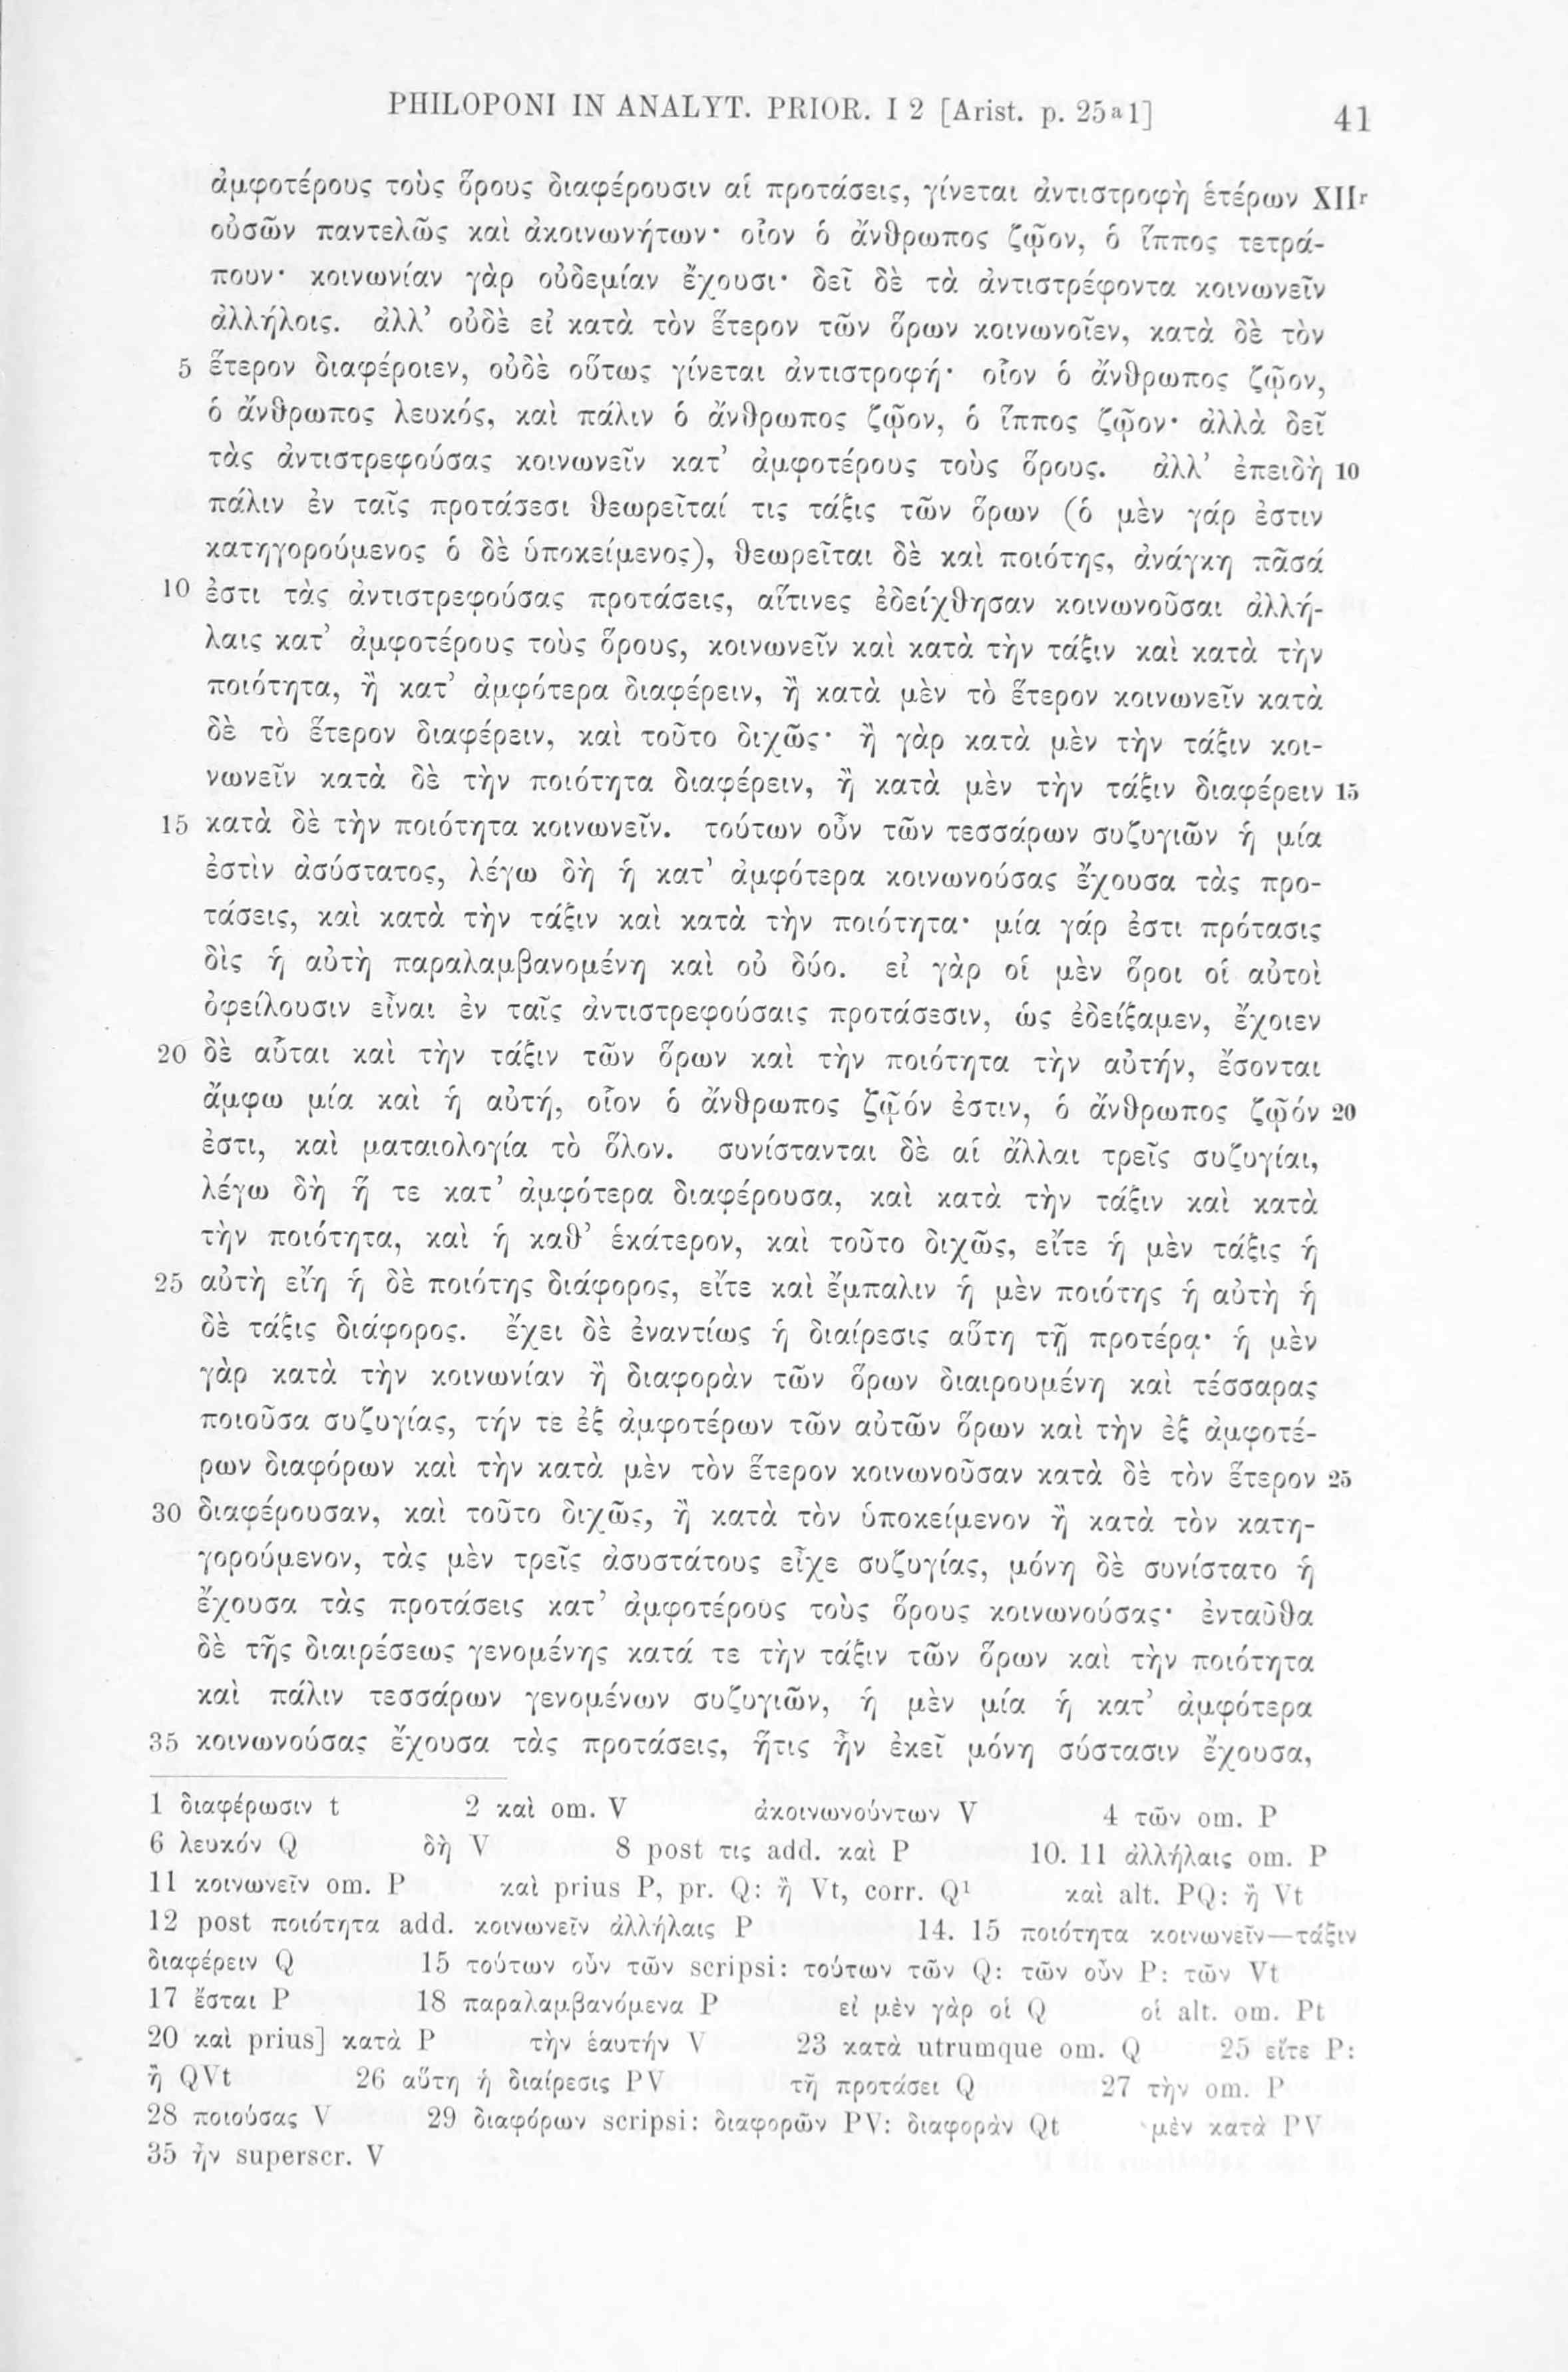 PHILOPONI IN ANALYT. PRIOR. I 2 [Arist. p. 25ª1] 41
ἀμφοτέρους τοὺς ὅρους διαφέρουσιν αἱ προτάσεις, γίνεται ἀντιστροφὴ ἑτέρων XIIr
οὐσῶν παντελῶς καὶ ἀκοινωνήτων· οἷον ὁ ἄνθρωπος ζῷον, ὁ ἵππος τετρά-
πουν· κοινωνίαν γὰρ οὐδεμίαν ἔχουσι· δεῖ δὲ τὰ ἀντιστρέφοντα κοινωνεῖν
ἀλλήλοις. ἀλλ’ οὐδὲ εἰ κατὰ τὸν ἕτερον τῶν ὅρων κοινωνοῖεν, κατὰ δὲ τὸν
5 ἕτερον διαφέροιεν, οὐδὲ οὕτως γίνεται ἀντιστροφή· οἷον ὁ ἄνθρωπος ζῷον,
ὁ ἄνθρωπος λευκός, καὶ πάλιν ὁ ἄνθρωπος ζῷον, ὁ ἵππος ζῷον· ἀλλὰ δεῖ
τὰς ἀντιστρεφούσας κοινωνεῖν κατ’ ἀμφοτέρους τοὺς ὅρους. ἀλλ’ ἐπειδὴ 10
πάλιν ἐν ταῖς προτάσεσι θεωρεῖταί τις τάξις τῶν ὅρων (ὁ μὲν γάρ ἐστιν
κατηγορούμενος ὁ δὲ ὑποκείμενος), θεωρεῖται δὲ καὶ ποιότης, ἀνάγκη πᾶσά
10 ἐστι τὰς ἀντιστρεφούσας προτάσεις, αἵτινες ἐδείχθησαν κοινωνοῦσαι ἀλλή-
λαις κατ’ ἀμφοτέρους τοὺς ὅρους, κοινωνεῖν καὶ κατὰ τὴν τάξιν καὶ κατὰ τὴν
ποιότητα, ἢ κατ’ ἀμφότερα διαφέρειν, ἢ κατὰ μὲν τὸ ἕτερον κοινωνεῖν κατὰ
δὲ τὸ ἕτερον διαφέρειν, καὶ τοῦτο διχῶς· ἢ γὰρ κατὰ μὲν τὴν τάξιν κοι-
νωνεῖν κατὰ δὲ τὴν ποιότητα διαφέρειν, ἢ κατὰ μὲν τὴν τάξιν διαφέρειν 15
15 κατὰ δὲ τὴν ποιότητα κοινωνεῖν. τούτων οὖν τῶν τεσσάρων συζυγιῶν ἡ μία
ἐστὶν ἀσύστατος, λέγω δὴ ἡ κατ’ ἀμφότερα κοινωνούσας ἔχουσα τὰς προ-
τάσεις, καὶ κατὰ τὴν τάξιν καὶ κατὰ τὴν ποιότητα· μία γάρ ἐστι πρότασις
δὶς ἡ αὐτὴ παραλαμβανομένη καὶ οὐ δύο. εἰ γὰρ οἱ μὲν ὅροι οἱ αὐτοὶ
ὀφείλουσιν εἶναι ἐν ταῖς ἀντιστρεφούσαις προτάσεσιν, ὡς ἐδείξαμεν, ἔχοιεν
20 δὲ αὗται καὶ τὴν τάξιν τῶν ὅρων καὶ τὴν ποιότητα τὴν αὐτήν, ἔσονται
ἄμφω μία καὶ ἡ αὐτή, οἷον ὁ ἄνθρωπος ζῷόν ἐστιν, ὁ ἄνθρωπος ζῷόν 20
ἐστι, καὶ ματαιολογία τὸ ὅλον. συνίστανται δὲ αἱ ἄλλαι τρεῖς συζυγίαι,
λέγω δὴ ἥ τε κατ’ ἀμφότερα διαφέρουσα, καὶ κατὰ τὴν τάξιν καὶ κατὰ
τὴν ποιότητα, καὶ ἡ καθ’ ἑκάτερον, καὶ τοῦτο διχῶς, εἴτε ἡ μὲν τάξις ἡ
25 αὐτὴ εἴη ἡ δὲ ποιότης διάφορος, εἴτε καὶ ἔμπαλιν ἡ μὲν ποιότης ἡ αὐτὴ ἡ
δὲ τάξις διάφορος. ἔχει δὲ ἐναντίως ἡ διαίρεσις αὕτη τῇ προτέρᾳ· ἡ μὲν
γὰρ κατὰ τὴν κοινωνίαν ἢ διαφορὰν τῶν ὅρων διαιρουμένη καὶ τέσσαρας
ποιοῦσα συζυγίας, τήν τε ἐξ ἀμφοτέρων τῶν αὐτῶν ὅρων καὶ τὴν ἐξ ἀμφοτέ-
ρων διαφόρων καὶ τὴν κατὰ μὲν τὸν ἕτερον κοινωνοῦσαν κατὰ δὲ τὸν ἕτερον 25
30 διαφέρουσαν, καὶ τοῦτο διχῶς, ἢ κατὰ τὸν ὑποκείμενον ἢ κατὰ τὸν κατη-
γορούμενον, τὰς μὲν τρεῖς ἀσυστάτους εἶχε συζυγίας, μόνη δὲ συνίστατο ἡ
ἔχουσα τὰς προτάσεις κατ’ ἀμφοτέρους τοὺς ὅρους κοινωνούσας· ἐνταῦθα
δὲ τῆς διαιρέσεως γενομένης κατά τε τὴν τάξιν τῶν ὅρων καὶ τὴν ποιότητα
καὶ πάλιν τεσσάρων γενομένων συζυγιῶν, ἡ μὲν μία ἡ κατ’ ἀμφότερα
35 κοινωνούσας ἔχουσα τὰς προτάσεις, ἥτις ἦν ἐκεῖ μόνη σύστασιν ἔχουσα,
1 διαφέρωσιν t 2 καὶ om. V ἀκοινωνούντων V 4 τῶν om. P
6 λευκόν Q δὴ V 8 post τις add. καὶ P 10. 11 ἀλλήλαις om. P
11 κοινωνεῖν om. P καὶ prius P, pr. Q: ἢ Vt, corr. Q¹ καὶ alt. PQ: ἢ Vt
12 post ποιότητα add. κοινωνεῖν ἀλλήλαις P 14. 15 ποιότητα κοινωνεῖν—τάξιν
διαφέρειν Q 15 τούτων οὖν τῶν scripsi: τούτων τῶν Q: τῶν οὖν P: τῶν Vt
17 ἔσται P 18 παραλαμβανόμενα P εἰ μὲν γὰρ οἱ Q οἱ alt. om. Pt
20 καὶ prius] κατὰ P τὴν ἑαυτήν V 23 κατὰ utrumque om. Q 25 εἴτε P:
ἢ QVt 26 αὕτη ἡ διαίρεσις PV τῇ προτάσει Q 27 τὴν om. P
28 ποιούσας V 29 διαφόρων scripsi: διαφορῶν PV: διαφορὰν Qt μὲν κατὰ PV
35 ἦν superscr. V